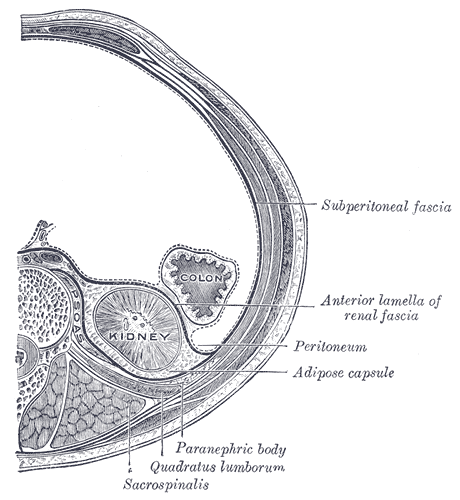 Subperitoneal fascia
COLON
Anterior lamella of
renal fascia
PSOAS
KIDNEY
Peritoneum
Adipose capsule
Paranephric body
Quadratus lumborum
Sacrospinalis